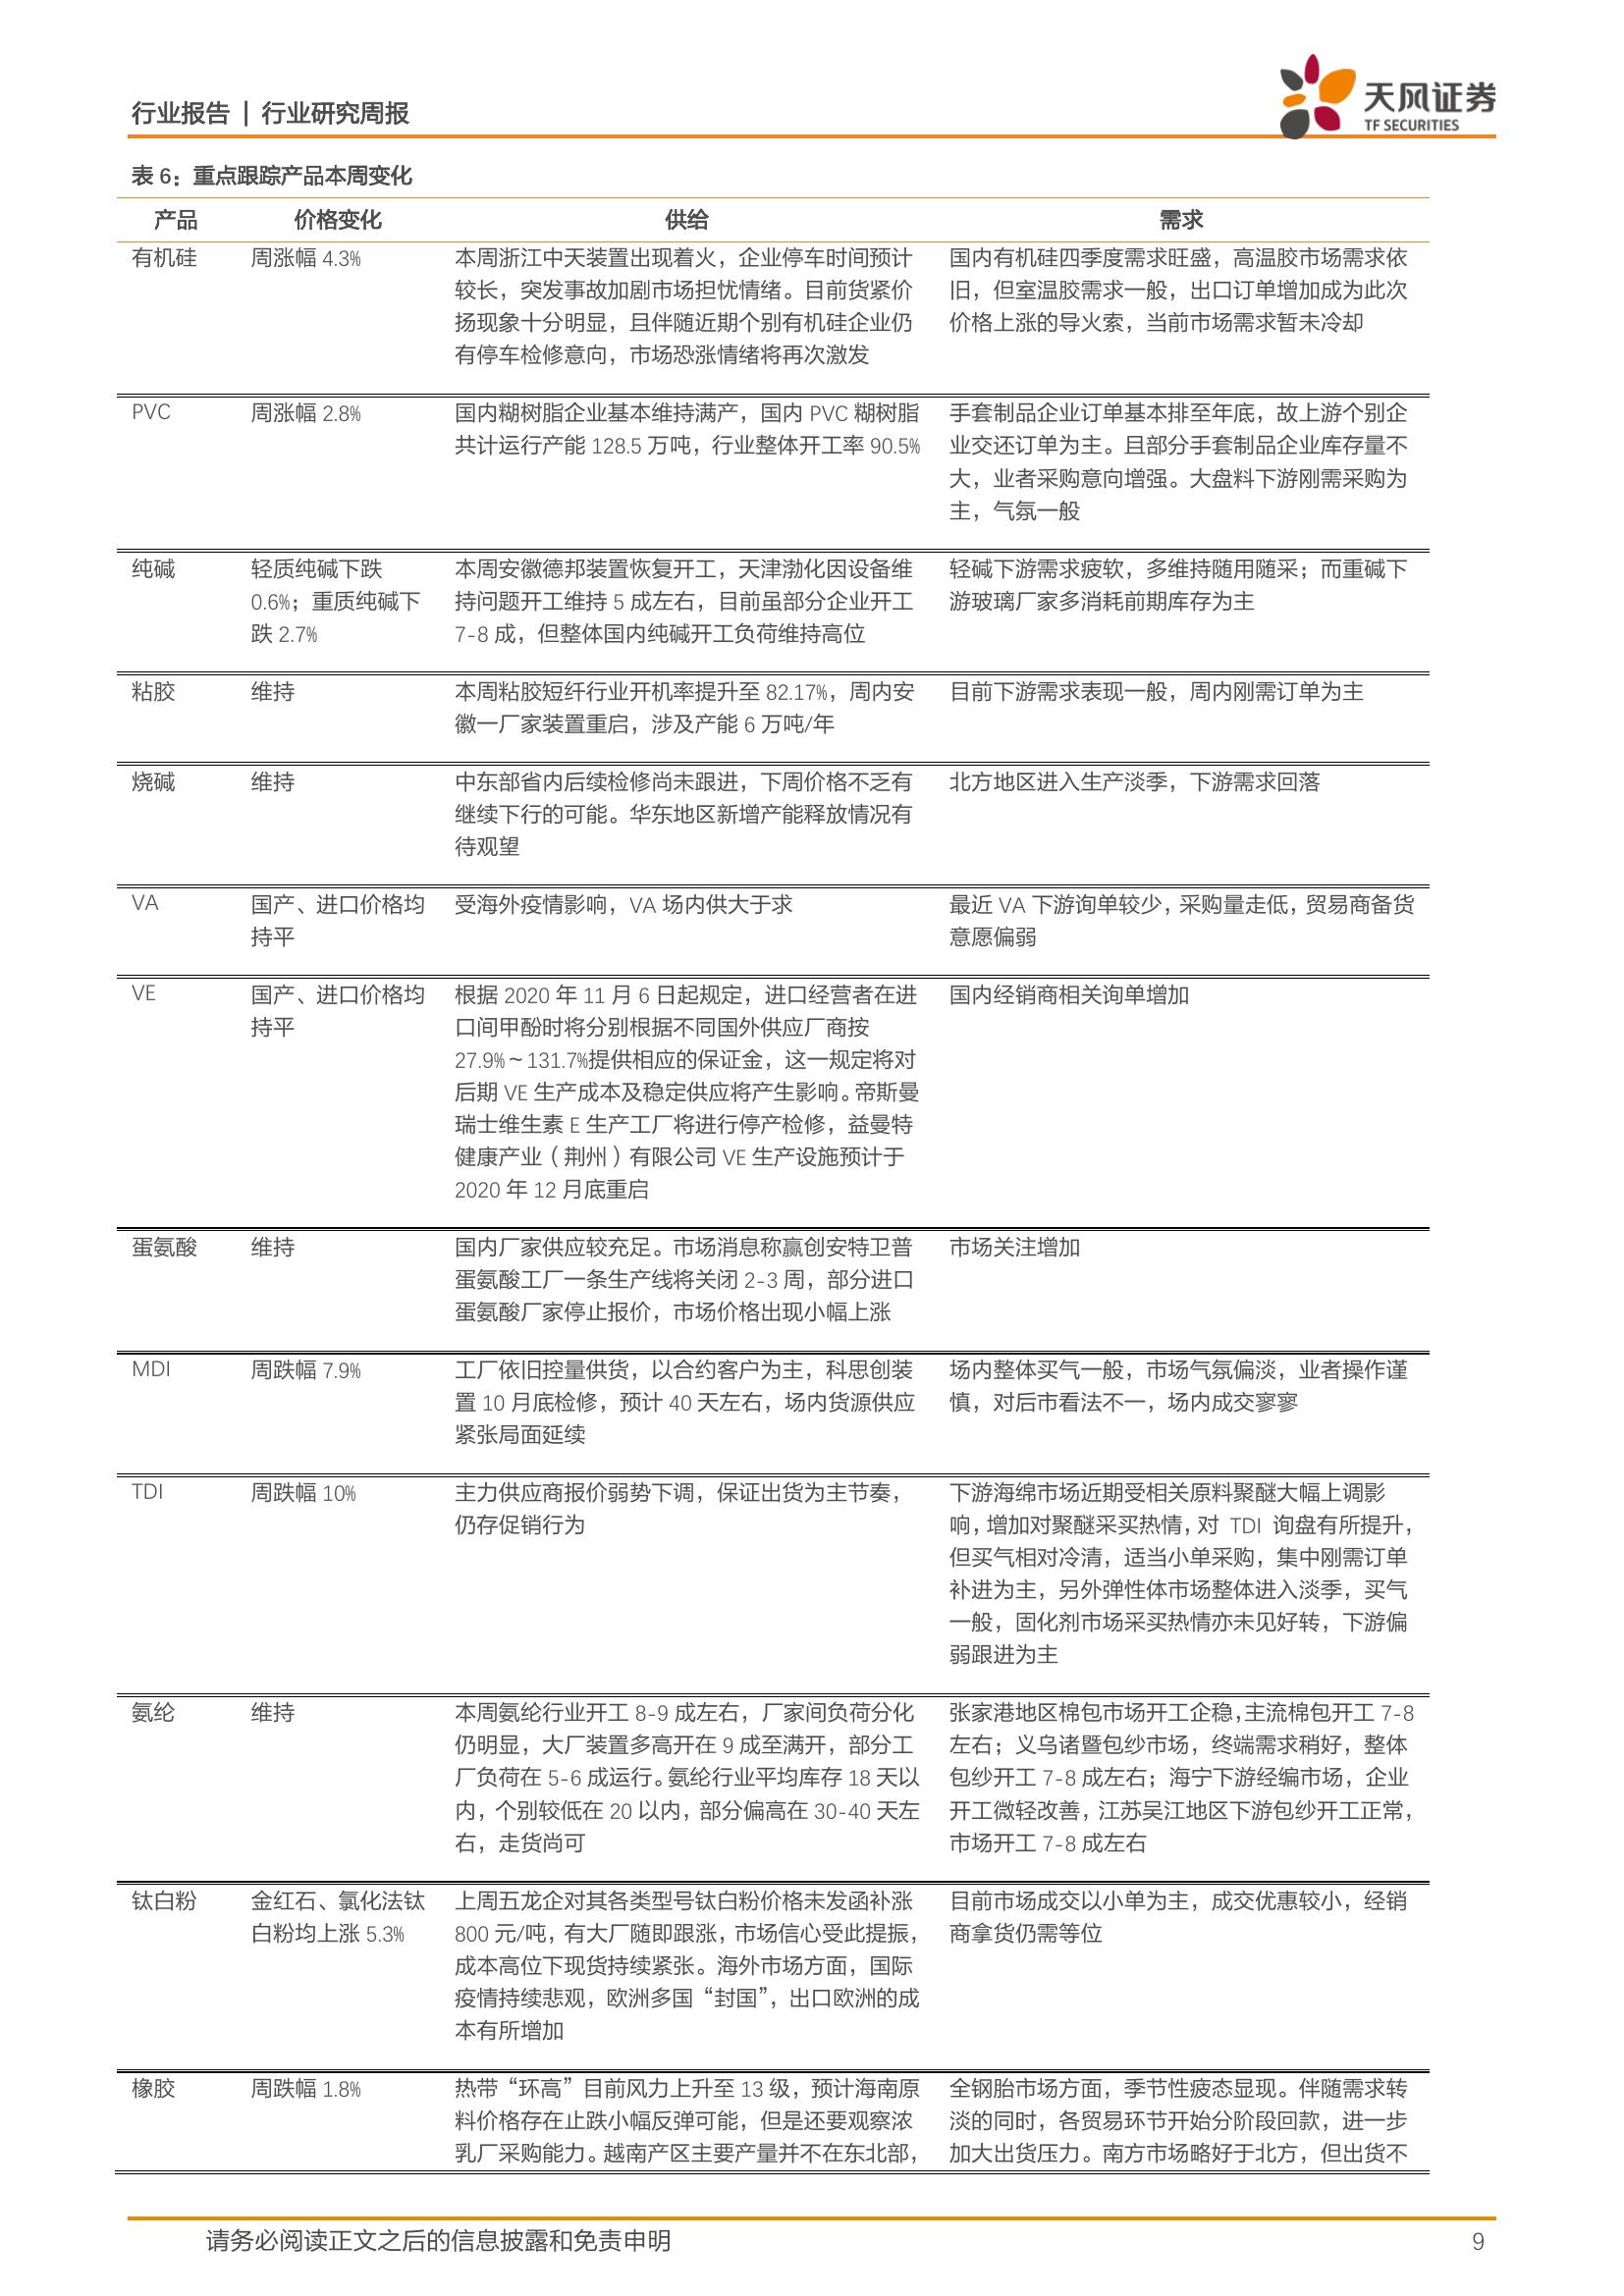 行业报告 | 行业研究周报
天风证券
TF SECURITIES
表 6：重点跟踪产品本周变化
产品 价格变化 供给 需求
有机硅 周涨幅 4.3% 本周浙江中天装置出现着火，企业停车时间预计 国内有机硅四季度需求旺盛，高温胶市场需求依
较长，突发事故加剧市场担忧情绪。目前货紧价 旧，但室温胶需求一般，出口订单增加成为此次
扬现象十分明显，且伴随近期个别有机硅企业仍 价格上涨的导火索，当前市场需求暂未冷却
有停车检修意向，市场恐涨情绪将再次激发
PVC 周涨幅 2.8% 国内糊树脂企业基本维持满产，国内 PVC 糊树脂 手套制品企业订单基本排至年底，故上游个别企
共计运行产能 128.5 万吨，行业整体开工率 90.5% 业交还订单为主。且部分手套制品企业库存量不
大，业者采购意向增强。大盘料下游刚需采购为
主，气氛一般
纯碱 轻质纯碱下跌 本周安徽德邦装置恢复开工，天津渤化因设备维 轻碱下游需求疲软，多维持随用随采；而重碱下
0.6%；重质纯碱下 持问题开工维持 5 成左右，目前虽部分企业开工 游玻璃厂家多消耗前期库存为主
跌 2.7% 7-8 成，但整体国内纯碱开工负荷维持高位
粘胶 维持 本周粘胶短纤行业开机率提升至 82.17%，周内安 目前下游需求表现一般，周内刚需订单为主
徽一厂家装置重启，涉及产能 6 万吨/年
烧碱 维持 中东部省内后续检修尚未跟进，下周价格不乏有 北方地区进入生产淡季，下游需求回落
继续下行的可能。华东地区新增产能释放情况有
待观望
VA 国产、进口价格均 受海外疫情影响，VA 场内供大于求 最近 VA 下游询单较少，采购量走低，贸易商备货
持平 意愿偏弱
VE 国产、进口价格均 根据 2020 年 11 月 6 日起规定，进口经营者在进 国内经销商相关询单增加
持平 口间甲酚时将分别根据不同国外供应厂商按
27.9%～131.7%提供相应的保证金，这一规定将对
后期 VE 生产成本及稳定供应将产生影响。帝斯曼
瑞士维生素 E 生产工厂将进行停产检修，益曼特
健康产业（荆州）有限公司 VE 生产设施预计于
2020 年 12 月底重启
蛋氨酸 维持 国内厂家供应较充足。市场消息称赢创安特卫普 市场关注增加
蛋氨酸工厂一条生产线将关闭 2-3 周，部分进口
蛋氨酸厂家停止报价，市场价格出现小幅上涨
MDI 周跌幅 7.9% 工厂依旧控量供货，以合约客户为主，科思创装 场内整体买气一般，市场气氛偏淡，业者操作谨
置 10 月底检修，预计 40 天左右，场内货源供应 慎，对后市看法不一，场内成交寥寥
紧张局面延续
TDI 周跌幅 10% 主力供应商报价弱势下调，保证出货为主节奏， 下游海绵市场近期受相关原料聚醚大幅上调影
仍存促销行为 响，增加对聚醚采买热情，对 TDI 询盘有所提升，
但买气相对冷清，适当小单采购，集中刚需订单
补进为主，另外弹性体市场整体进入淡季，买气
一般，固化剂市场采买热情亦未见好转，下游偏
弱跟进为主
氨纶 维持 本周氨纶行业开工 8-9 成左右，厂家间负荷分化 张家港地区棉包市场开工企稳，主流棉包开工 7-8
仍明显，大厂装置多高开在 9 成至满开，部分工 左右；义乌诸暨包纱市场，终端需求稍好，整体
厂负荷在 5-6 成运行。氨纶行业平均库存 18 天以 包纱开工 7-8 成左右；海宁下游经编市场，企业
内，个别较低在 20 以内，部分偏高在 30-40 天左 开工微轻改善，江苏吴江地区下游包纱开工正常，
右，走货尚可 市场开工 7-8 成左右
钛白粉 金红石、氯化法钛 上周五龙企对其各类型号钛白粉价格未发函补涨 目前市场成交以小单为主，成交优惠较小，经销
白粉均上涨 5.3% 800 元/吨，有大厂随即跟涨，市场信心受此提振， 商拿货仍需等位
成本高位下现货持续紧张。海外市场方面，国际
疫情持续悲观，欧洲多国“封国”，出口欧洲的成
本有所增加
橡胶 周跌幅 1.8% 热带“环高”目前风力上升至 13 级，预计海南原 全钢胎市场方面，季节性疲态显现。伴随需求转
料价格存在止跌小幅反弹可能，但是还要观察浓 淡的同时，各贸易环节开始分阶段回款，进一步
乳厂采购能力。越南产区主要产量并不在东北部， 加大出货压力。南方市场略好于北方，但出货不
请务必阅读正文之后的信息披露和免责申明 9